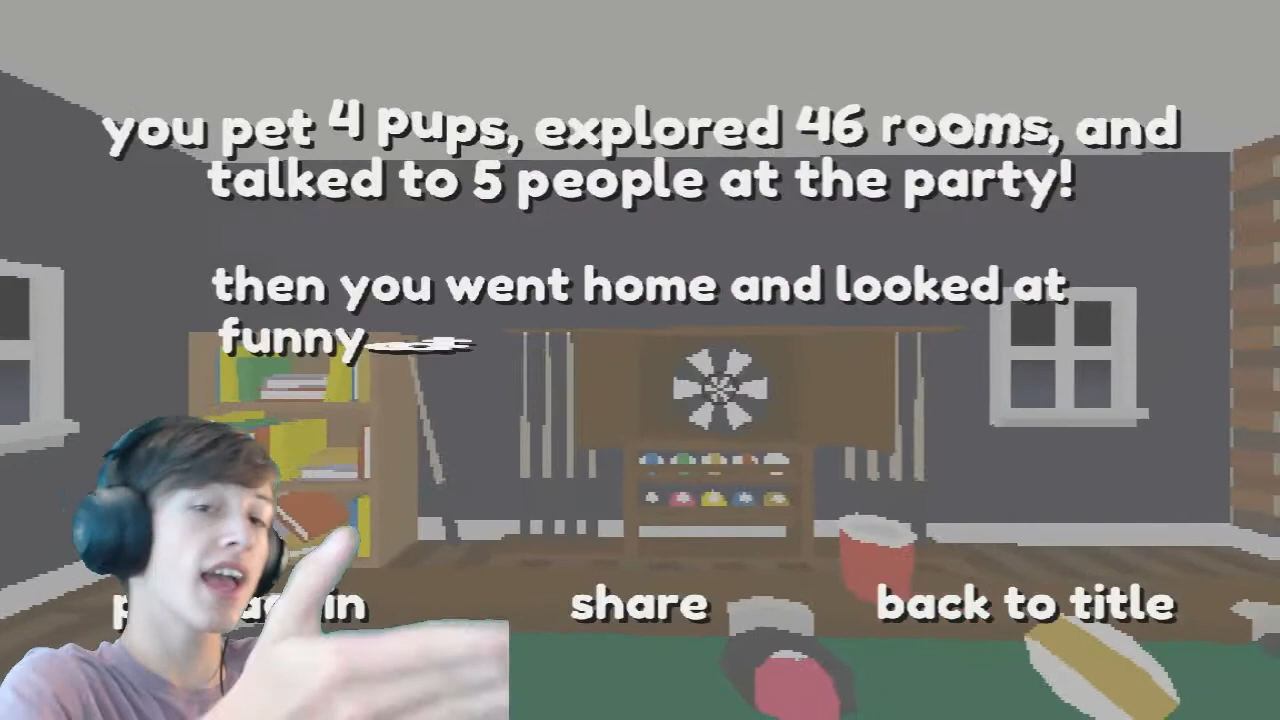 you pet 4 pups, explored 46 rooms, and
talked to 5 people at the party!
then you went home and looked at
funny
share
back to title